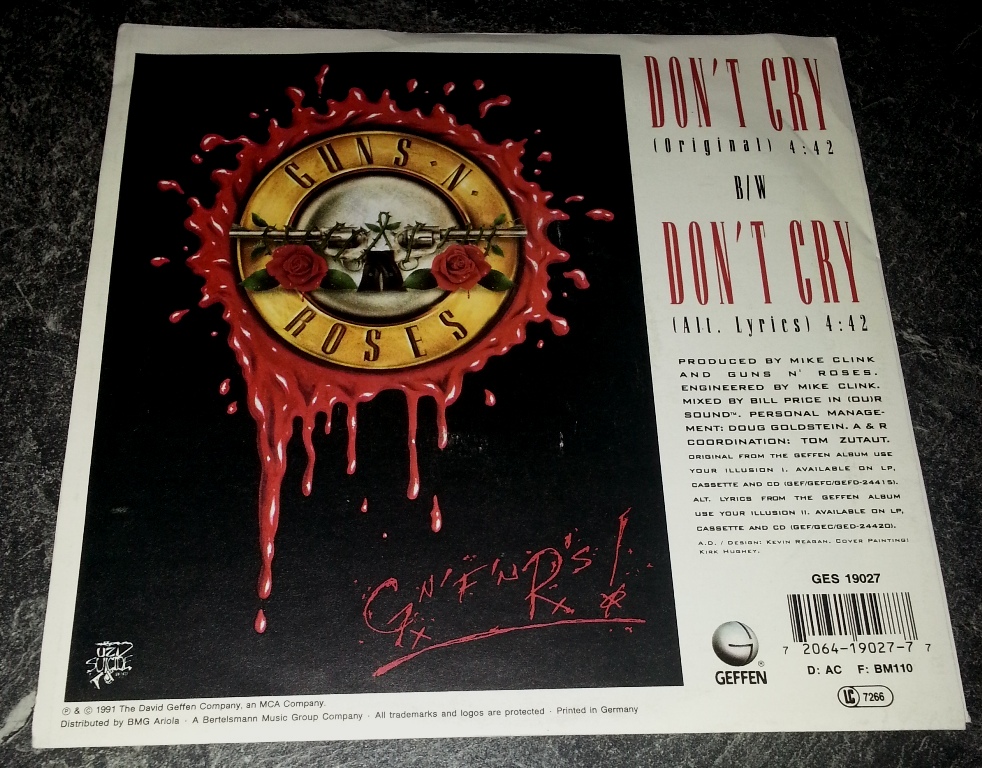 GUNS · N ·
ROSES
GN'F'N'R'S!
UZI
SUICIDE
DON'T CRY
(Original) 4:42
B/W
DON'T CRY
(Alt. Lyrics) 4:42
PRODUCED BY MIKE CLINK
AND GUNS N' ROSES.
ENGINEERED BY MIKE CLINK.
MIXED BY BILL PRICE IN (OU)R
SOUND™. PERSONAL MANAGE-
MENT: DOUG GOLDSTEIN. A & R
COORDINATION: TOM ZUTAUT.
ORIGINAL FROM THE GEFFEN ALBUM USE
YOUR ILLUSION I. AVAILABLE ON LP,
CASSETTE AND CD (GEF/GEFC/GEFD-24415).
ALT. LYRICS FROM THE GEFFEN ALBUM
USE YOUR ILLUSION II. AVAILABLE ON LP,
CASSETTE AND CD (GEF/GEC/GED-24420).
A.D. / DESIGN: KEVIN REAGAN. COVER PAINTING:
KIRK HUGHEY.
GES 19027
7 2064-19027-7 7
D: AC F: BM110
GEFFEN®
LC 7266
℗ & © 1991 The David Geffen Company, an MCA Company.
Distributed by BMG Ariola · A Bertelsmann Music Group Company · All trademarks and logos are protected · Printed in Germany